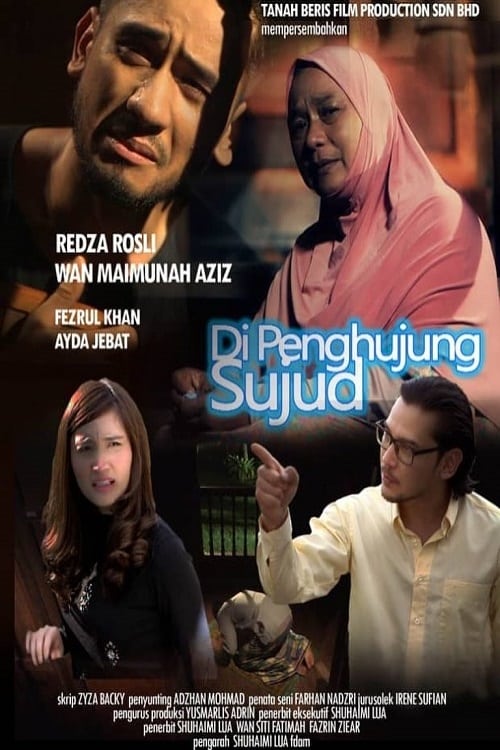 TANAH BERIS FILM PRODUCTION SDN BHD
mempersembahkan
REDZA ROSLI
WAN MAIMUNAH AZIZ
FEZRUL KHAN
AYDA JEBAT
Di Penghujung
Sujud
skrip ZYZA BACKY penyunting ADZHAN MOHMAD penata seni FARHAN NADZRI jurusolek IRENE SUFIAN
pengurus produksi YUSMARLIS ADRIN penerbit eksekutif SHUHAIMI LUA
penerbit SHUHAIMI LUA WAN SITI FATIMAH FAZRIN ZIEAR
pengarah SHUHAIMI LUA fdam